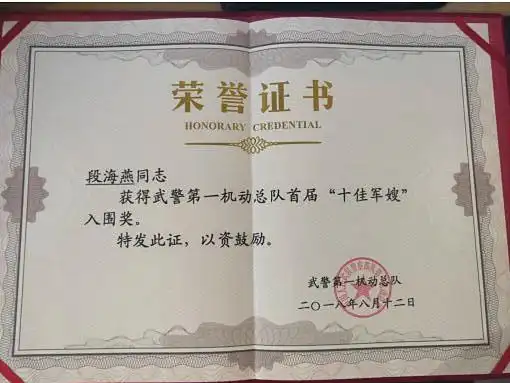 荣誉证书
HONORARY CREDENTIAL
段海燕同志
获得武警第一机动总队首届“十佳军嫂”
入围奖。
特发此证，以资鼓励。
武警第一机动总队
二〇一八年八月十二日